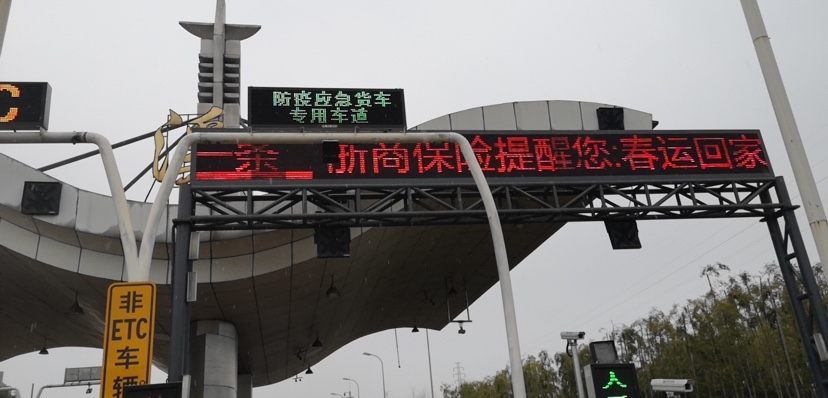 C
防疫应急货车
专用车道
浙商保险提醒您:春运回家
非
ETC
车
辆